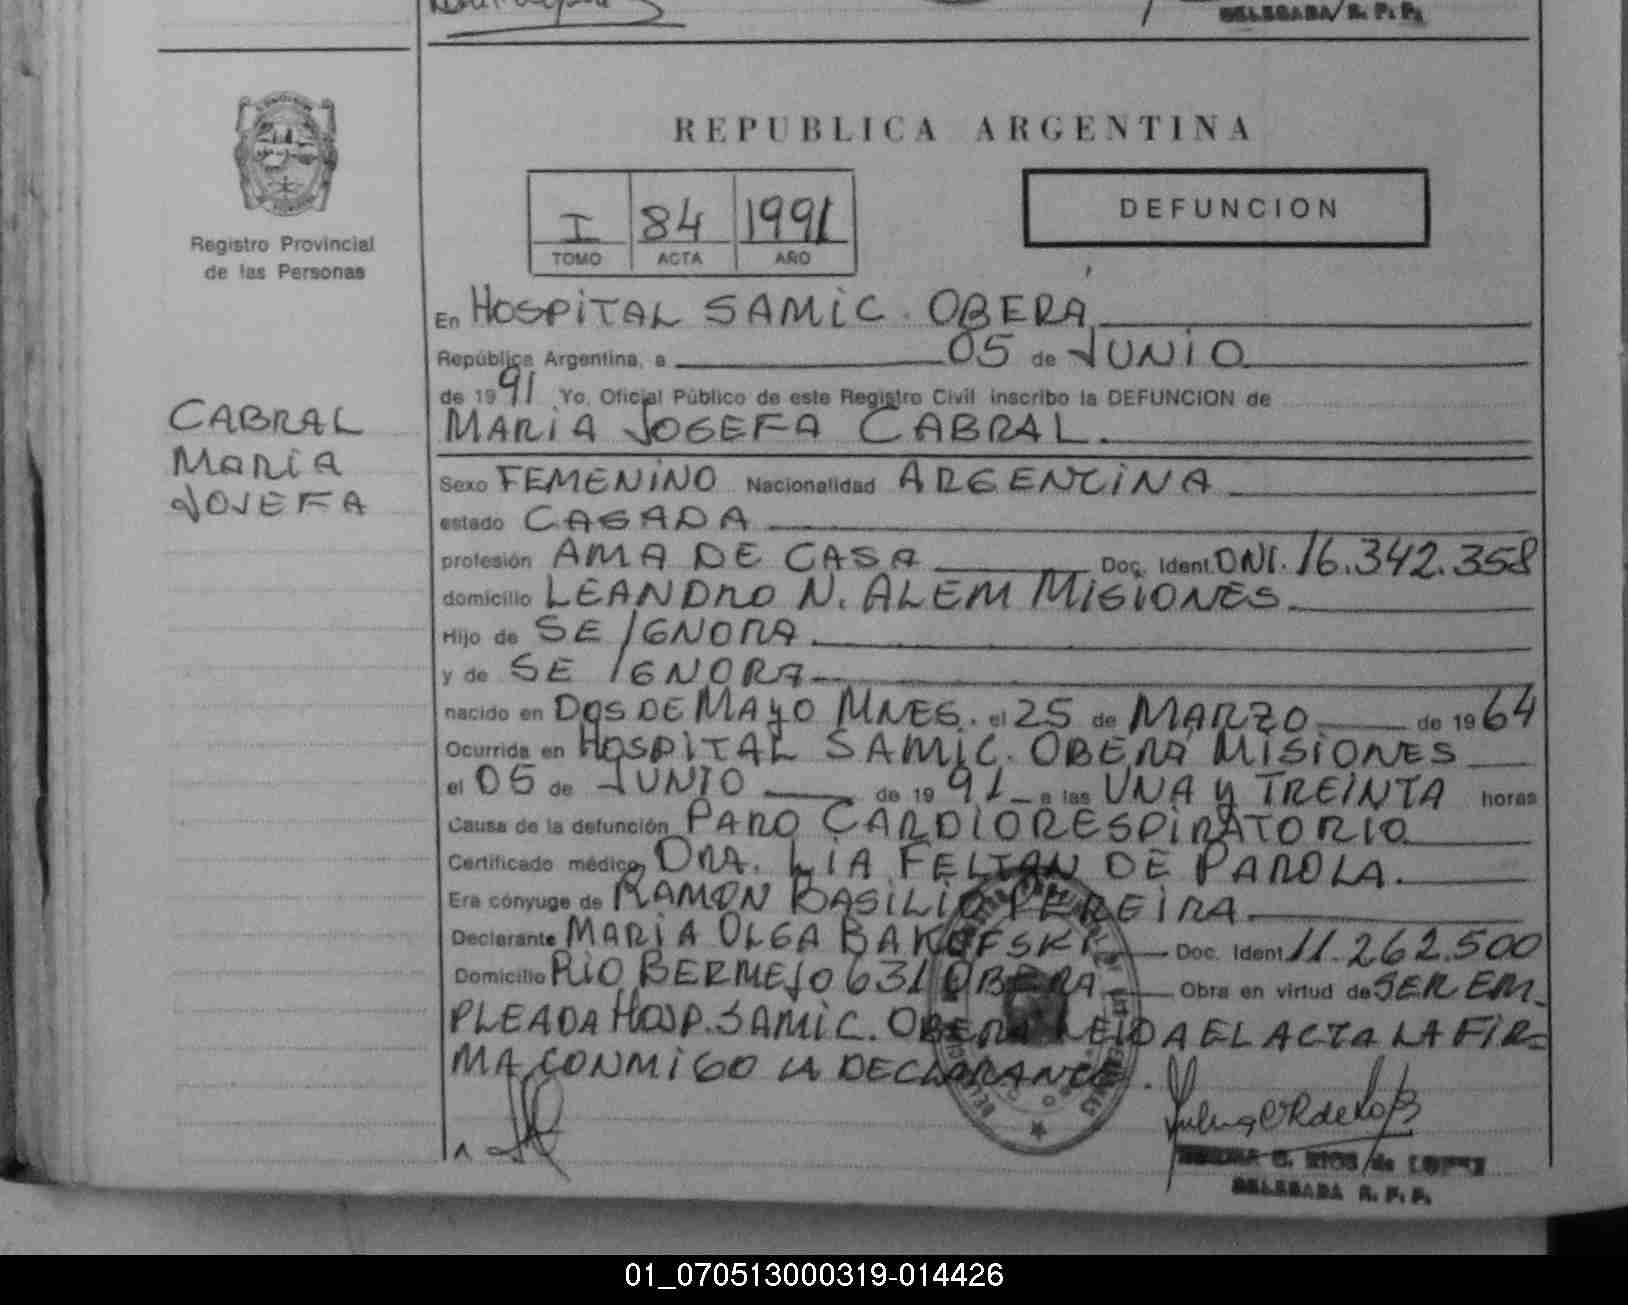 DELEGADA R. P. P.
Registro Provincial
de las Personas
CABRAL
MARIA
JOSEFA
REPUBLICA ARGENTINA
I 84 1991
TOMO ACTA AÑO
DEFUNCION
En HOSPITAL SAMIC. OBERA
República Argentina, a 05 de JUNIO
de 1991 Yo, Oficial Público de este Registro Civil inscribo la DEFUNCION de
MARIA JOSEFA CABRAL.
Sexo FEMENINO Nacionalidad ARGENTINA
estado CASADA
profesión AMA DE CASA Doc. Ident. DNI. 16.342.358
domicilio LEANDRO N. ALEM MISIONES.
Hijo de SE IGNORA
y de SE IGNORA
nacido en DOS DE MAYO MNES. el 25 de MARZO de 1964
Ocurrida en HOSPITAL SAMIC. OBERA MISIONES
el 05 de JUNIO de 1991 a las UNA Y TREINTA horas
Causa de la defunción PARO CARDIORESPIRATORIO
Certificado médico DRA. LIA FELTAN DE PAROLA.
Era cónyuge de RAMON BASILIO PEREIRA
Declarante MARIA OLGA BAKOFSKI Doc. Ident 11.262.500
Domicilio RIO BERMEJO 631 OBERA Obra en virtud de SER EM-
PLEADA HOSP. SAMIC. OBERA LEIDA EL ACTA LA FIR=
MA CONMIGO LA DECLARANTE.
G. RIOS de LOPEZ
DELEGADA R. P. P.
01_070513000319-014426